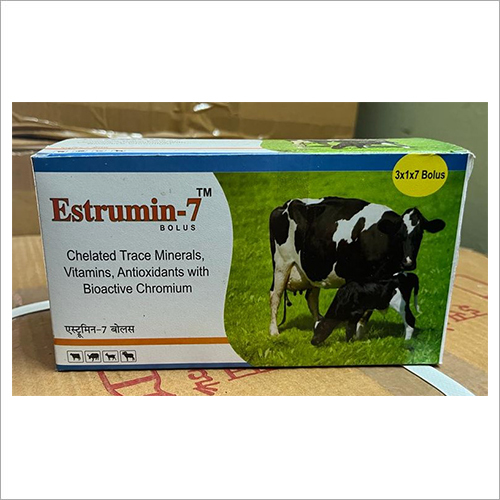 Estrumin-7™
BOLUS
3x1x7 Bolus
Chelated Trace Minerals,
Vitamins, Antioxidants with
Bioactive Chromium
एस्ट्रूमिन-7 बोलस